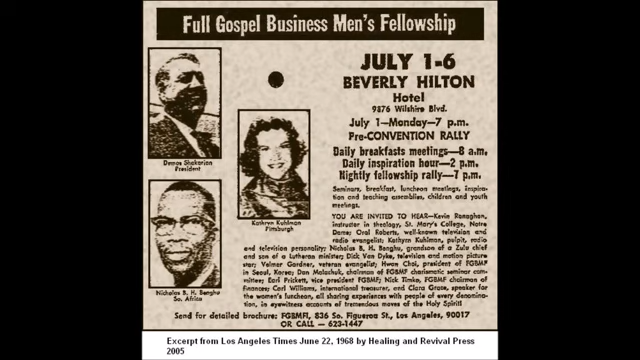 Full Gospel Business Men's Fellowship
JULY 1-6
BEVERLY HILTON
Hotel
9876 Wilshire Blvd.
July 1—Monday—7 p.m.
Pre-CONVENTION RALLY
Daily breakfasts meetings—8 a.m.
Daily inspiration hour—2 p.m.
Nightly fellowship rally—7 p.m.
Seminars, breakfast, luncheon meetings, inspira-
tion and teaching assemblies, children and youth
meetings.
YOU ARE INVITED TO HEAR—Kevin Ranaghan,
instructor in theology, St. Mary's College, Notre
Dame; Oral Roberts, well-known television and
radio evangelist; Kathryn Kuhlman, pulpit, radio
and television personality; Nicholas B. H. Bengu, grandson of a Zulu chief
and son of a Lutheran minister; Dick Van Dyke, television and motion picture
star; Velmer Gardner, veteran evangelist; Hwan Choi, president of FGBMF
in Seoul, Korea; Dan Malachuk, chairman of FGBMF charismatic seminar com-
mittee; Earl Prickett, vice president FGBMF; Nick Timko, FGBMF chairman of
finances; Carl Williams, international treasurer, and Clara Grace, speaker for
the women's luncheon, all sharing experiences with people of every denomina-
tion, in eyewitness accounts of tremendous moves of the Holy Spirit!
Send for detailed brochure: FGBMFI, 836 So. Figueroa St., Los Angeles, 90017
OR CALL — 623-1447
Demos Shakarian
President
Kathryn Kuhlman
Pittsburgh
Nicholas B. H. Benghu
So. Africa
Excerpt from Los Angeles Times June 22, 1968 by Healing and Revival Press
2005